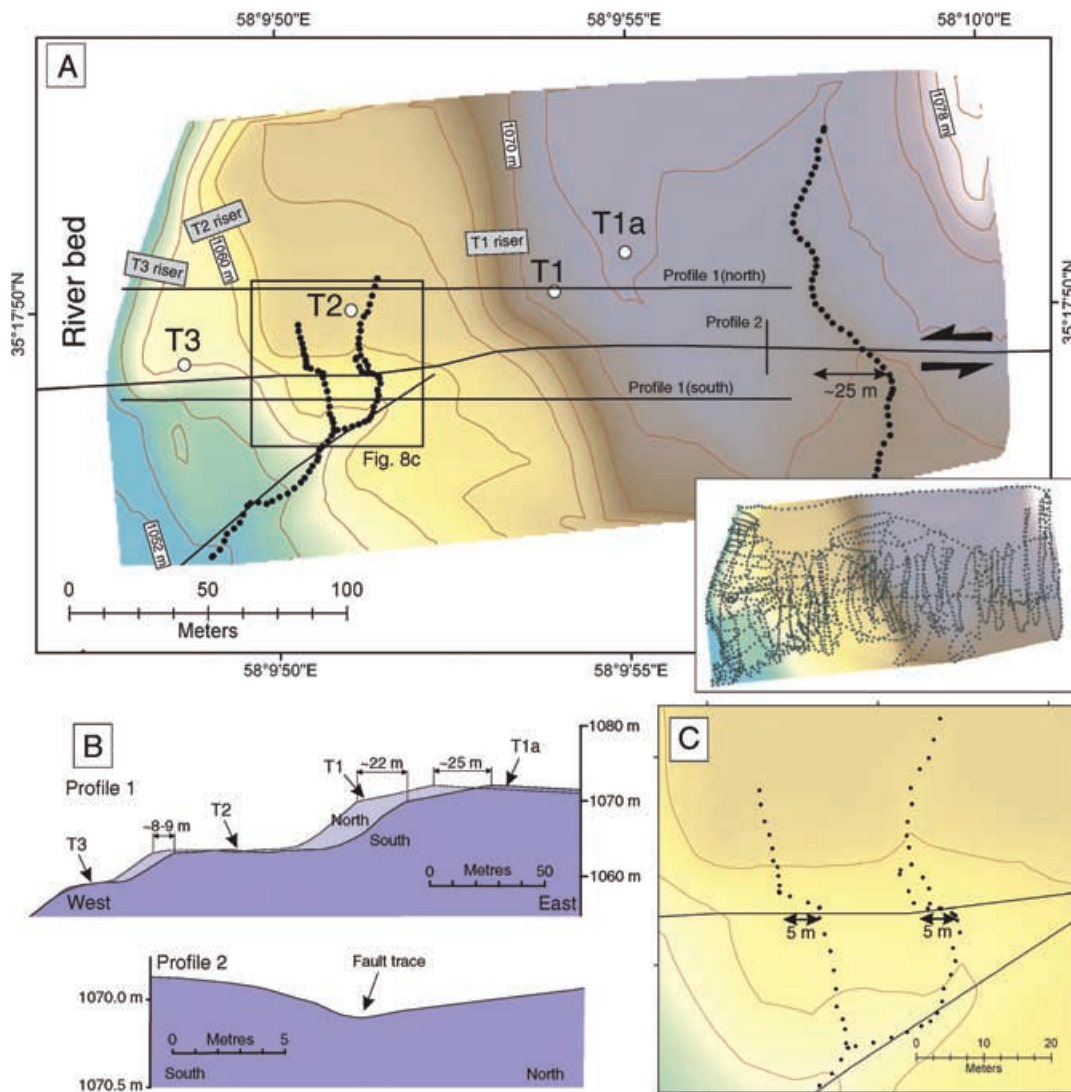 58°9'50"E
58°9'55"E
58°10'0"E
A
1078 m
1070 m
T2 riser
T1 riser
T1a
1060 m
River bed
T3 riser
Profile 1(north)
T1
35°17'50"N
T2
35°17'50"N
Profile 2
T3
Profile 1(south)
~25 m
Fig. 8c
1052 m
0 50 100
Meters
58°9'50"E
58°9'55"E
B
1080 m
T1a
~22 m
~25 m
T1
Profile 1
1070 m
North
T2
~8-9 m
South
T3
0 Metres 50
1060 m
West
East
Profile 2
Fault trace
1070.0 m
0 Metres 5
1070.5 m
South
North
C
5 m
5 m
0 10 20
Meters